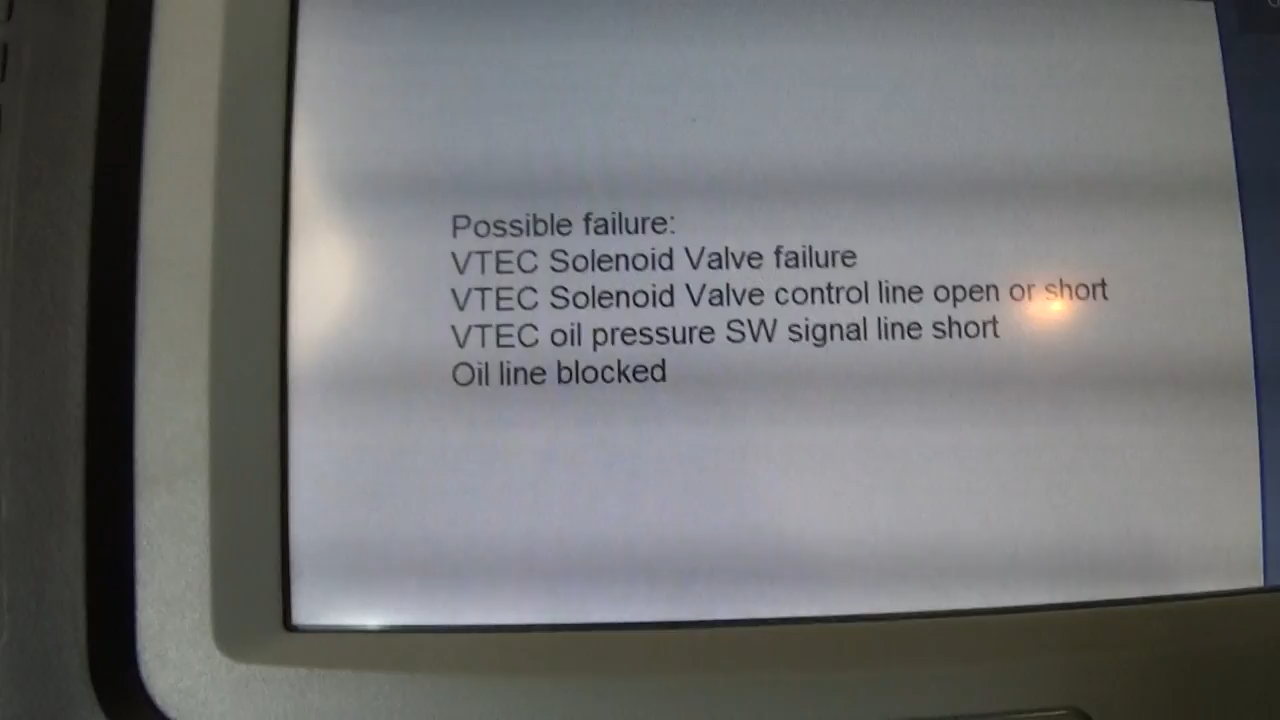 Possible failure:
VTEC Solenoid Valve failure
VTEC Solenoid Valve control line open or short
VTEC oil pressure SW signal line short
Oil line blocked